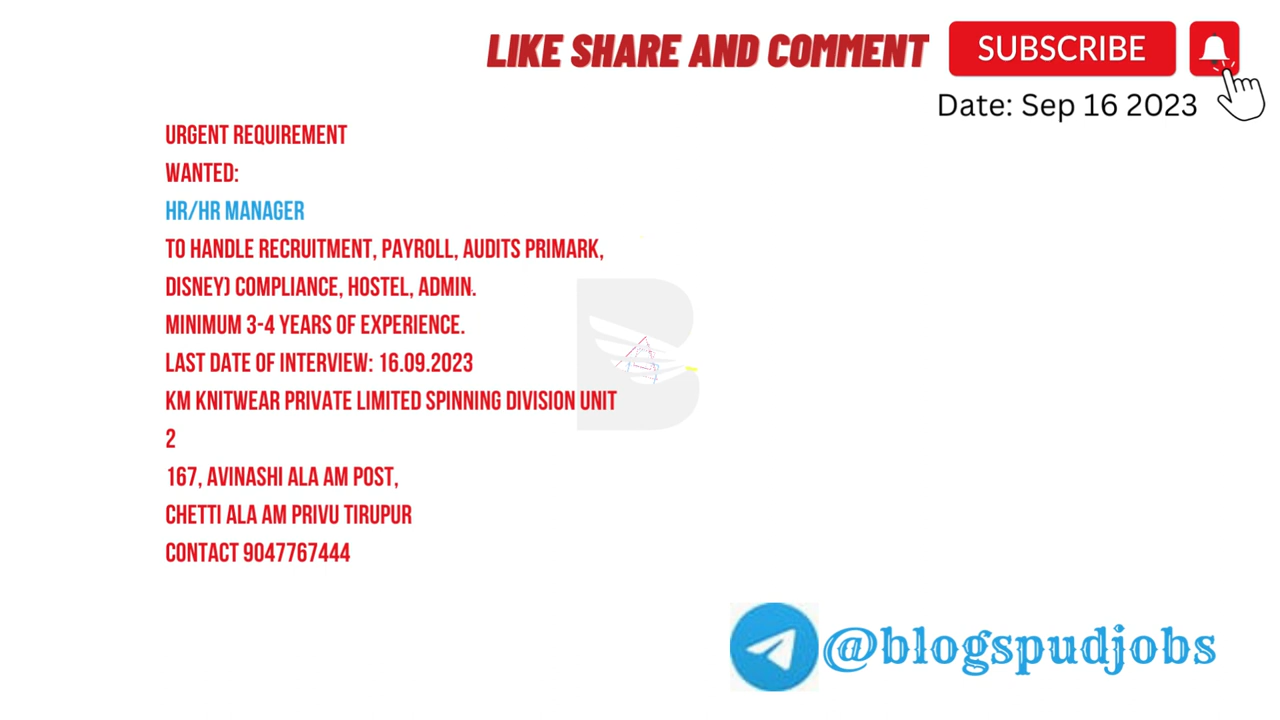 LIKE SHARE AND COMMENT
SUBSCRIBE
Date: Sep 16 2023
URGENT REQUIREMENT
WANTED:
HR/HR MANAGER
TO HANDLE RECRUITMENT, PAYROLL, AUDITS PRIMARK,
DISNEY) COMPLIANCE, HOSTEL, ADMIN.
MINIMUM 3-4 YEARS OF EXPERIENCE.
LAST DATE OF INTERVIEW: 16.09.2023
KM KNITWEAR PRIVATE LIMITED SPINNING DIVISION UNIT
2
167, AVINASHI ALA AM POST,
CHETTI ALA AM PRIVU TIRUPUR
CONTACT 9047767444
@blogspudjobs